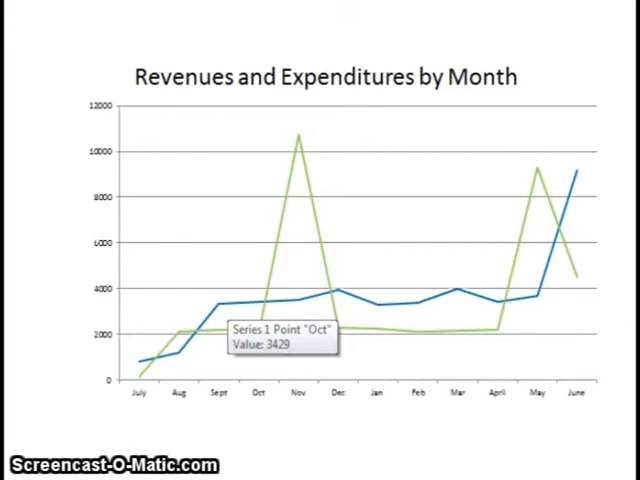 Revenues and Expenditures by Month
12000
10000
8000
6000
4000
2000
0
Series 1 Point "Oct"
Value: 3429
July Aug Sept Oct Nov Dec Jan Feb Mar April May June
Screencast-O-Matic.com